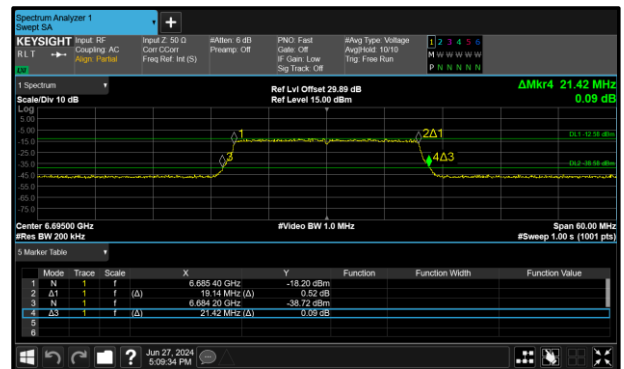 Spectrum Analyzer 1
Swept SA
+
KEYSIGHT
RLT
Input: RF
Coupling: AC
Align: Partial
Input Z: 50 Ω
Corr CCorr
Freq Ref: Int (S)
#Atten: 6 dB
Preamp: Off
PNO: Fast
Gate: Off
IF Gain: Low
Sig Track: Off
#Avg Type: Voltage
Avg|Hold: 10/10
Trig: Free Run
1 2 3 4 5 6
M W W W W W
P N N N N N
1 Spectrum
Scale/Div 10 dB
Ref Lvl Offset 29.89 dB
Ref Level 15.00 dBm
ΔMkr4 21.42 MHz
0.09 dB
Log
5.00
-5.00
-15.0
-25.0
-35.0
-45.0
-55.0
-65.0
-75.0
1
2Δ1
3
4Δ3
DL1 -12.58 dBm
DL2 -38.58 dBm
Center 6.69500 GHz
#Res BW 200 kHz
#Video BW 1.0 MHz
Span 60.00 MHz
#Sweep 1.00 s (1001 pts)
5 Marker Table
Mode Trace Scale X Y Function Function Width Function Value
1 N 1 f 6.685 40 GHz -18.20 dBm
2 Δ1 1 f (Δ) 19.14 MHz (Δ) 0.52 dB
3 N 1 f 6.684 20 GHz -38.72 dBm
4 Δ3 1 f (Δ) 21.42 MHz (Δ) 0.09 dB
5
6
?
Jun 27, 2024
5:09:34 PM